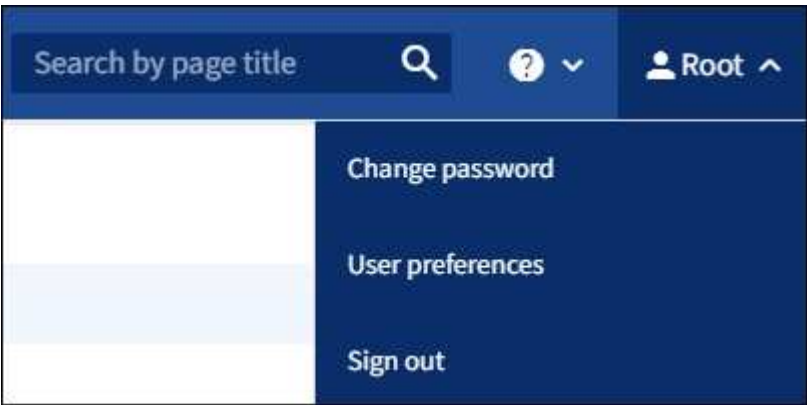 Search by page title
? Root
Change password
User preferences
Sign out